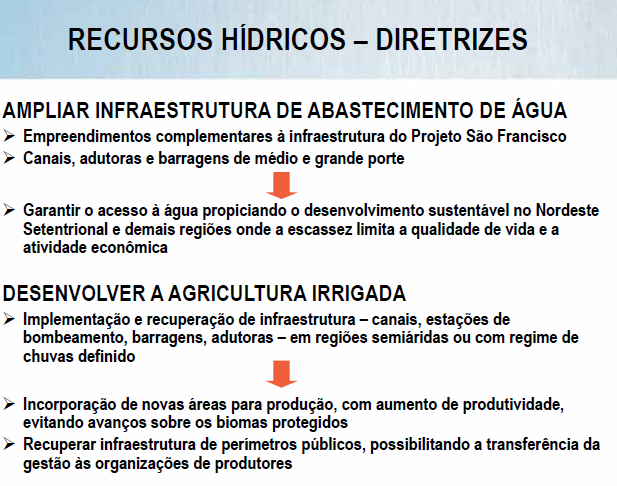 RECURSOS HÍDRICOS – DIRETRIZES
AMPLIAR INFRAESTRUTURA DE ABASTECIMENTO DE ÁGUA
➢ Empreendimentos complementares à infraestrutura do Projeto São Francisco
➢ Canais, adutoras e barragens de médio e grande porte
➢ Garantir o acesso à água propiciando o desenvolvimento sustentável no Nordeste
Setentrional e demais regiões onde a escassez limita a qualidade de vida e a
atividade econômica
DESENVOLVER A AGRICULTURA IRRIGADA
➢ Implementação e recuperação de infraestrutura – canais, estações de
bombeamento, barragens, adutoras – em regiões semiáridas ou com regime de
chuvas definido
➢ Incorporação de novas áreas para produção, com aumento de produtividade,
evitando avanços sobre os biomas protegidos
➢ Recuperar infraestrutura de perímetros públicos, possibilitando a transferência da
gestão às organizações de produtores